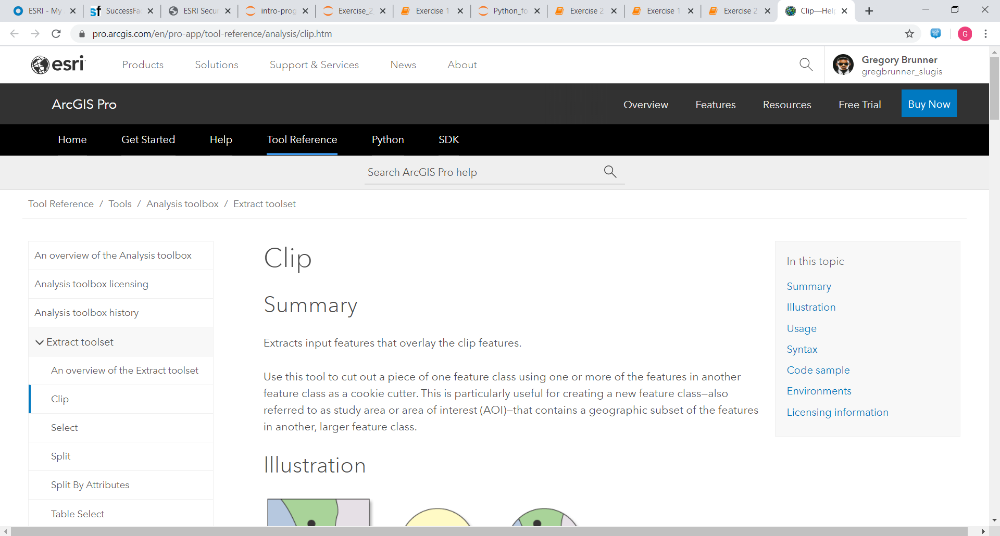 ESRI - My
SuccessFa
ESRI Secur
intro-prog
Exercise_2
Exercise 1
Python_fo
Exercise 2
Exercise 1
Exercise 2
Clip—Help
pro.arcgis.com/en/pro-app/tool-reference/analysis/clip.htm
walk me
G
esri
Products
Solutions
Support & Services
News
About
Gregory Brunner
gregbrunner_slugis
ArcGIS Pro
Overview
Features
Resources
Free Trial
Buy Now
Home
Get Started
Help
Tool Reference
Python
SDK
Search ArcGIS Pro help
Tool Reference / Tools / Analysis toolbox / Extract toolset
An overview of the Analysis toolbox
Analysis toolbox licensing
Analysis toolbox history
Extract toolset
An overview of the Extract toolset
Clip
Select
Split
Split By Attributes
Table Select
Clip
Summary
Extracts input features that overlay the clip features.
Use this tool to cut out a piece of one feature class using one or more of the features in another
feature class as a cookie cutter. This is particularly useful for creating a new feature class—also
referred to as study area or area of interest (AOI)—that contains a geographic subset of the features
in another, larger feature class.
Illustration
In this topic
Summary
Illustration
Usage
Syntax
Code sample
Environments
Licensing information